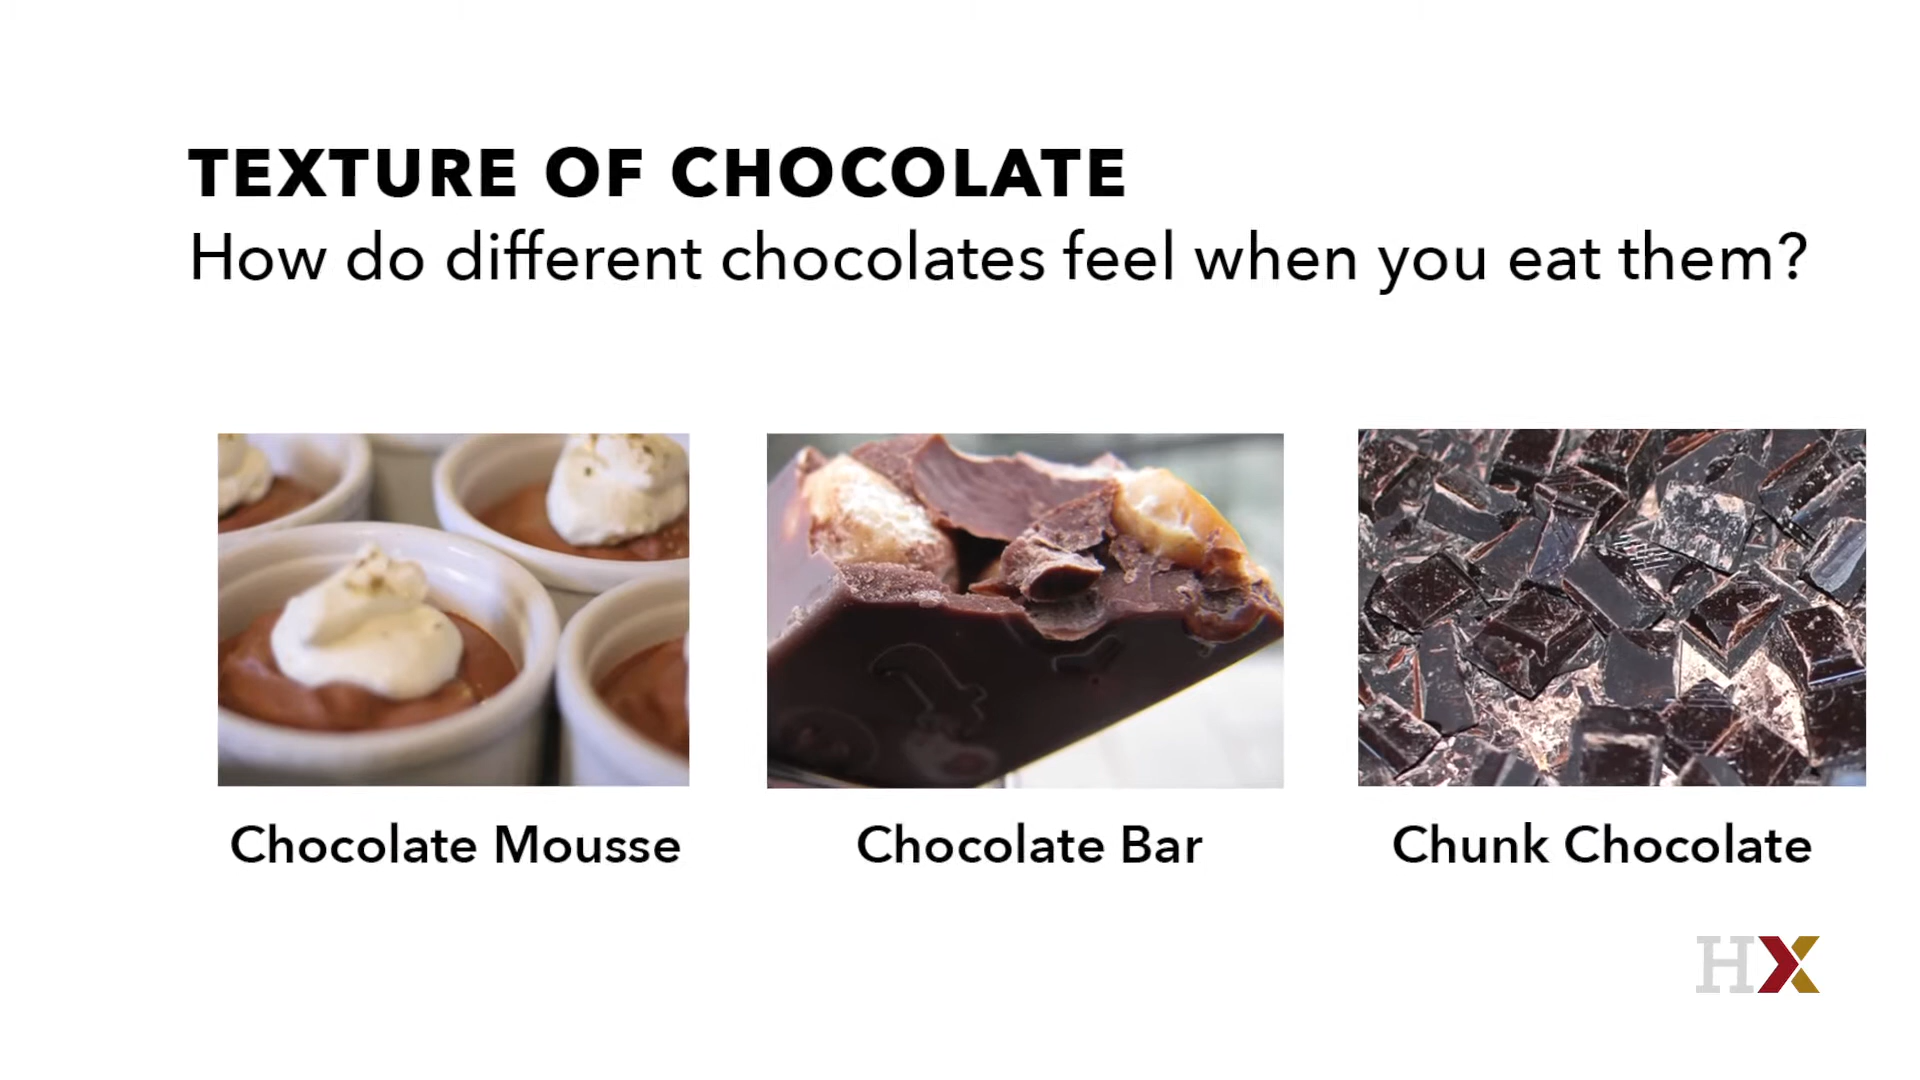 TEXTURE OF CHOCOLATE
How do different chocolates feel when you eat them?
Chocolate Mousse
Chocolate Bar
Chunk Chocolate
HX